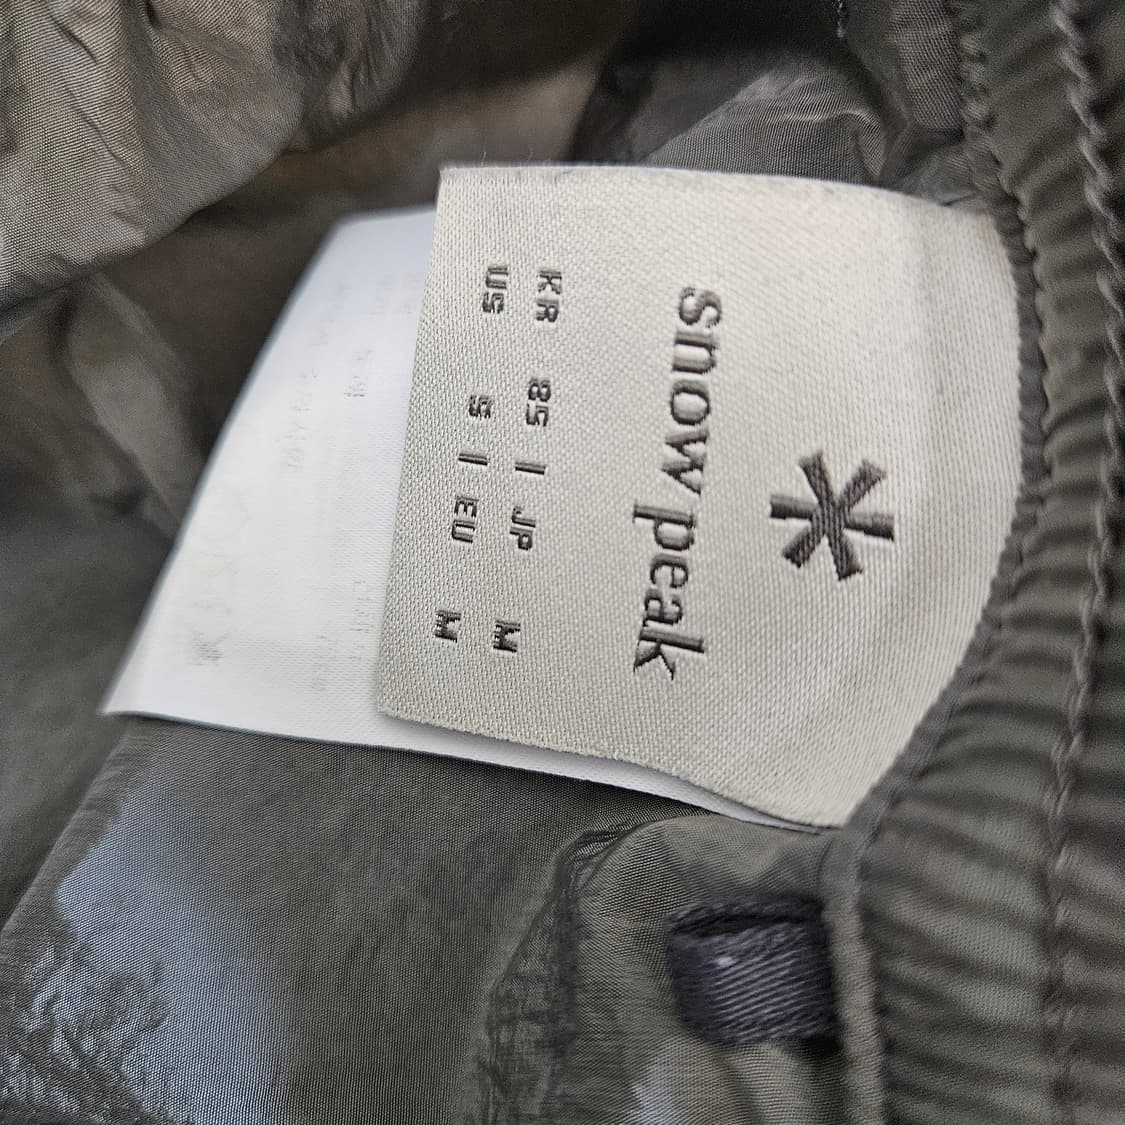 snow peak
KR 85 | JP M
US S | EU M